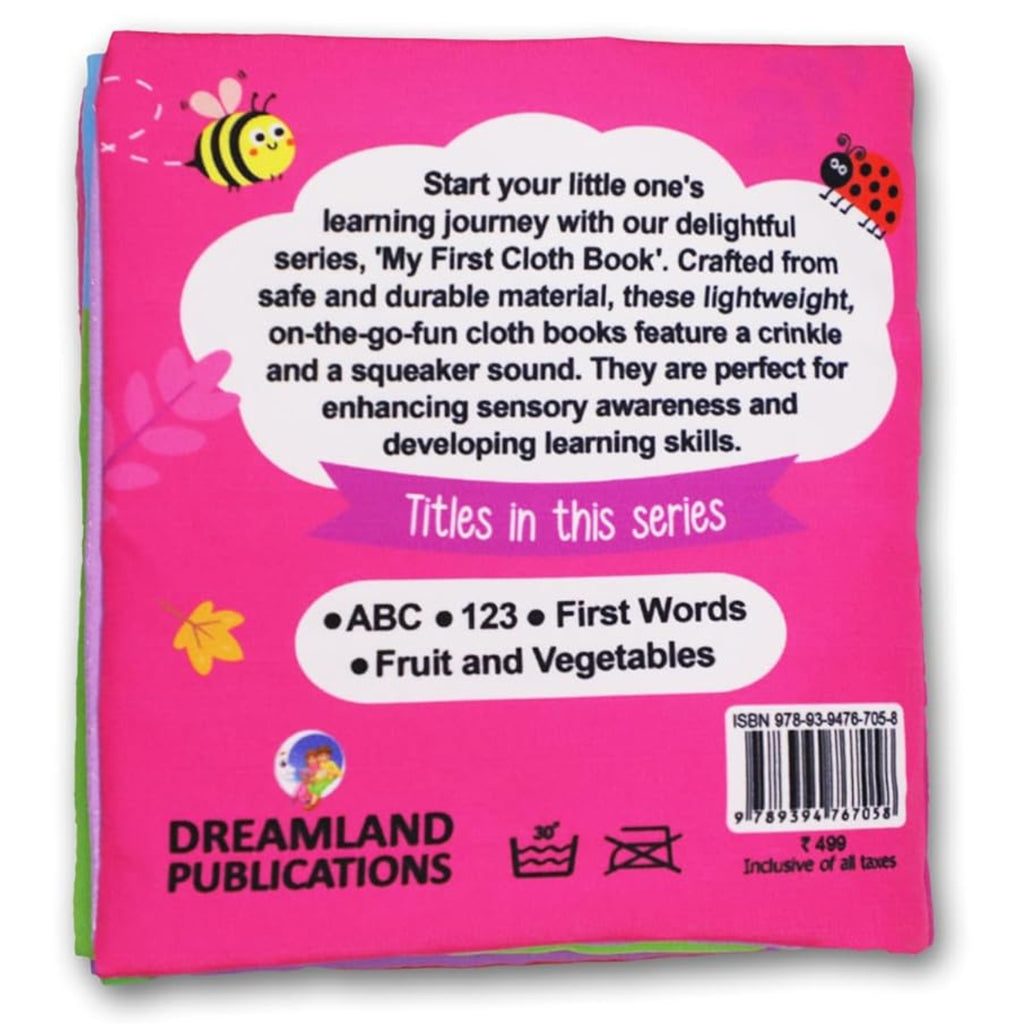 Start your little one's
learning journey with our delightful
series, 'My First Cloth Book'. Crafted from
safe and durable material, these lightweight,
on-the-go-fun cloth books feature a crinkle
and a squeaker sound. They are perfect for
enhancing sensory awareness and
developing learning skills.
Titles in this series
●ABC ●123 ● First Words
●Fruit and Vegetables
ISBN 978-93-9476-705-8
9 789394 767058
₹ 499
Inclusive of all taxes
DREAMLAND
PUBLICATIONS
30°